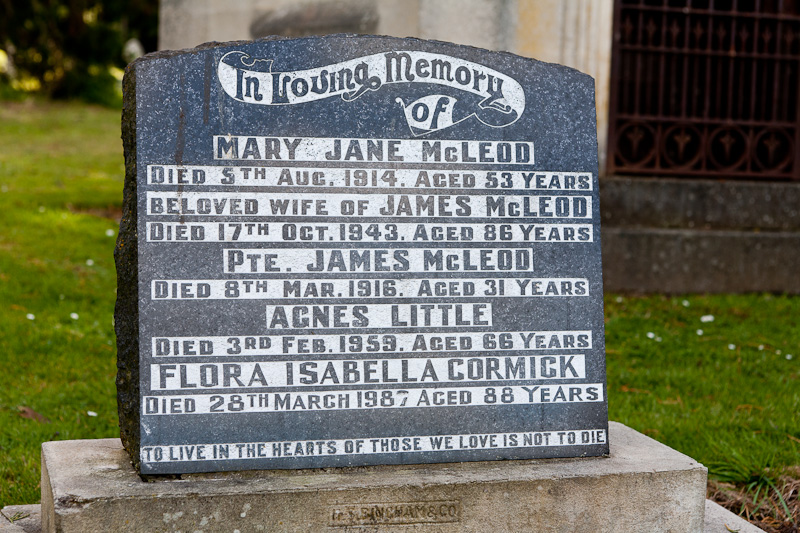 In Loving Memory
of
MARY JANE McLEOD
DIED 5TH AUG. 1914. AGED 53 YEARS
BELOVED WIFE OF JAMES McLEOD
DIED 17TH OCT. 1943. AGED 86 YEARS
PTE. JAMES McLEOD
DIED 8TH MAR. 1916. AGED 31 YEARS
AGNES LITTLE
DIED 3RD FEB. 1959. AGED 66 YEARS
FLORA ISABELLA CORMICK
DIED 28TH MARCH 1987 AGED 88 YEARS
TO LIVE IN THE HEARTS OF THOSE WE LOVE IS NOT TO DIE
BINGHAM & CO.